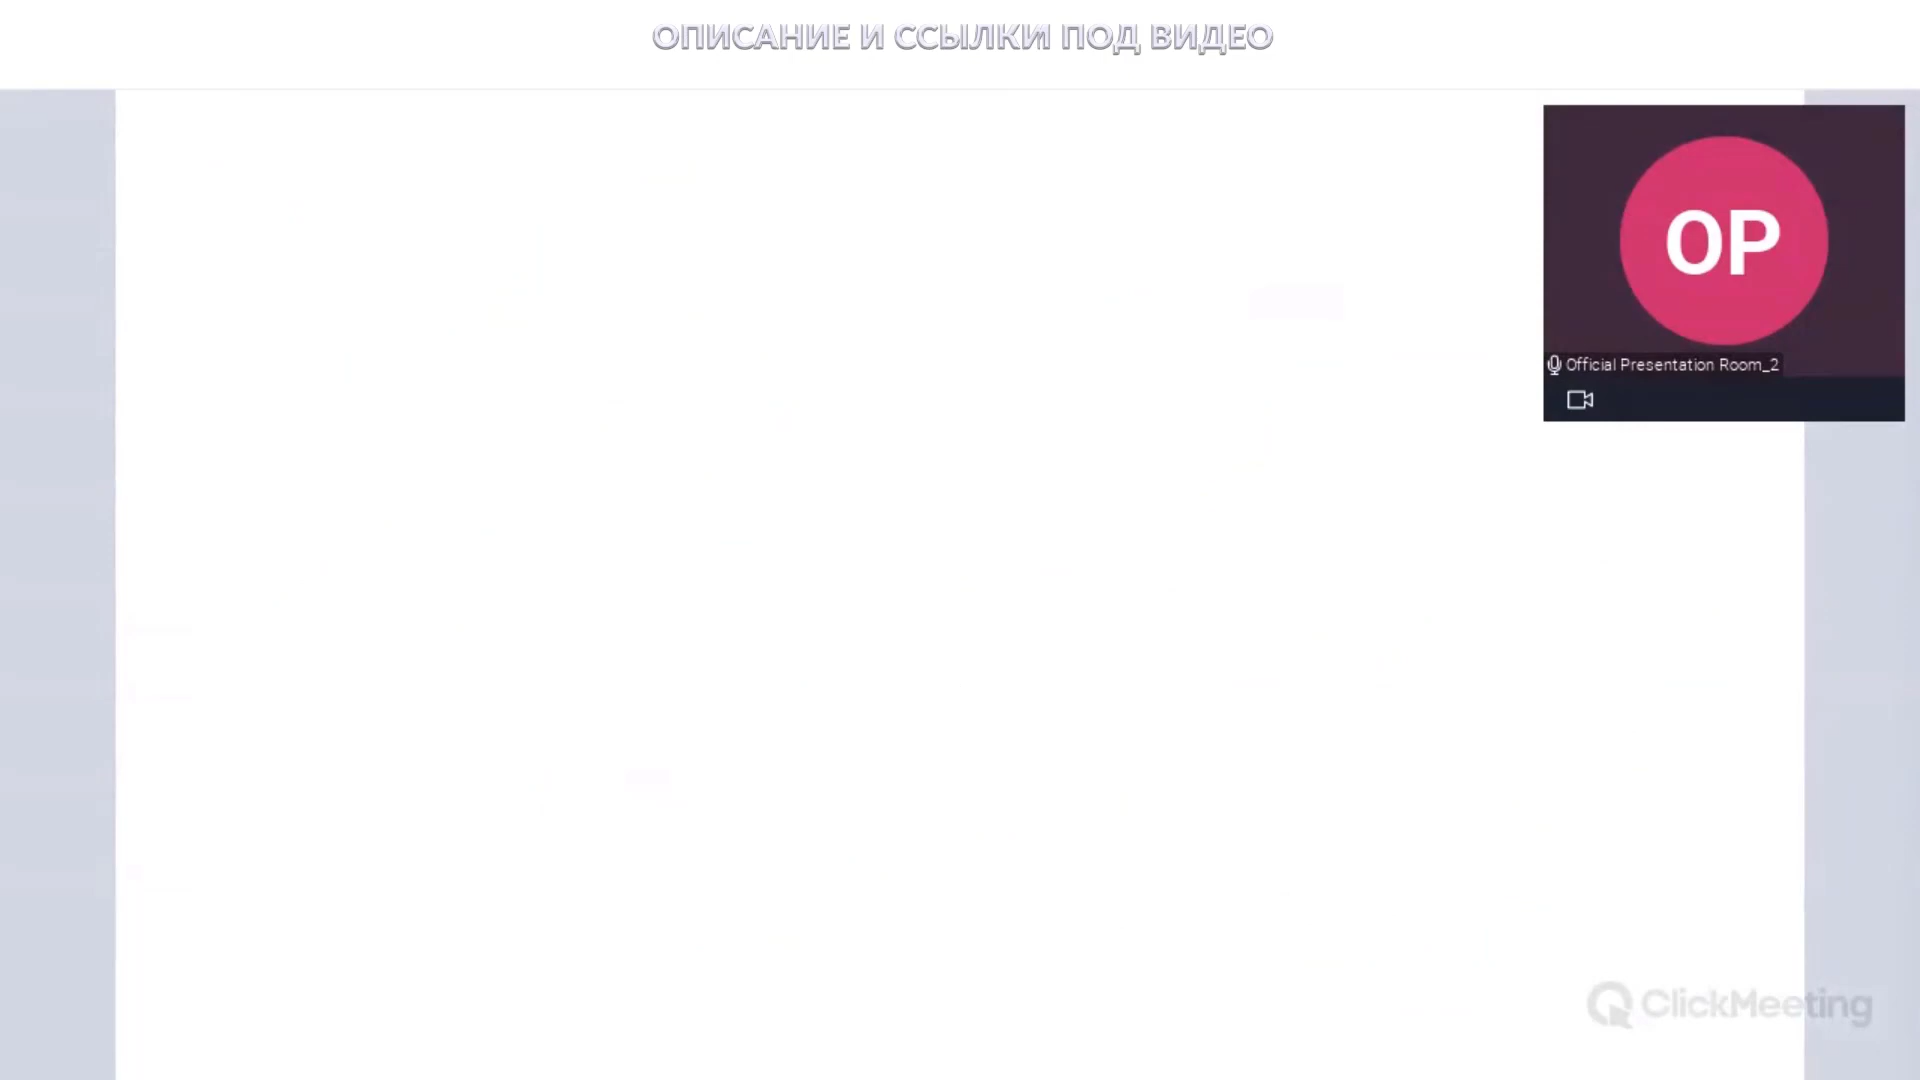 ОПИСАНИЕ И ССЫЛКИ ПОД ВИДЕО
OP
Official Presentation Room_2
ClickMeeting